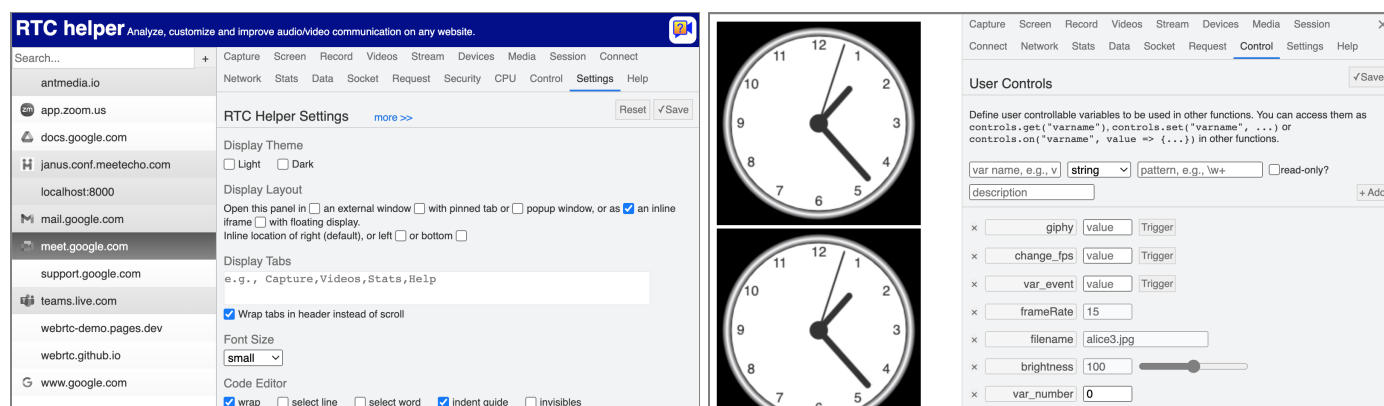 RTC helper Analyze, customize and improve audio/video communication on any website.
Search... +
antmedia.io
zm app.zoom.us
docs.google.com
janus.conf.meetecho.com
localhost:8000
mail.google.com
meet.google.com
support.google.com
teams.live.com
webrtc-demo.pages.dev
webrtc.github.io
G www.google.com
Capture Screen Record Videos Stream Devices Media Session Connect
Network Stats Data Socket Request Security CPU Control Settings Help
RTC Helper Settings more >> Reset ✓Save
Display Theme
Light Dark
Display Layout
Open this panel in an external window with pinned tab or popup window, or as an inline
iframe with floating display.
Inline location of right (default), or left or bottom
Display Tabs
e.g., Capture,Videos,Stats,Help
Wrap tabs in header instead of scroll
Font Size
small
Code Editor
wrap select line select word indent guide invisibles
12
11 1
10 2
9 3
8 4
7 5
6
12
11 1
10 2
9 3
8 4
7 5
6
Capture Screen Record Videos Stream Devices Media Session
Connect Network Stats Data Socket Request Control Settings Help
User Controls ✓Save
Define user controllable variables to be used in other functions. You can access them as
controls.get("varname"), controls.set("varname", ...) or
controls.on("varname", value => {...}) in other functions.
var name, e.g., v string pattern, e.g., \w+ read-only?
description + Add
× giphy value Trigger
× change_fps value Trigger
× var_event value Trigger
× frameRate 15
× filename alice3.jpg
× brightness 100
× var_number 0